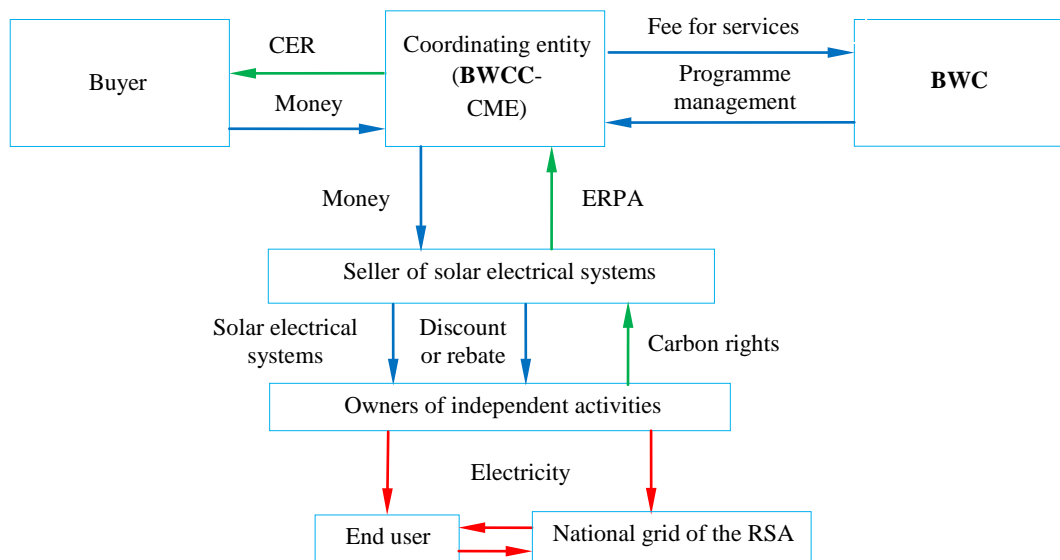 Buyer
CER
Money
Coordinating entity
(BWCC-
CME)
Fee for services
Programme
management
BWC
Money
ERPA
Seller of solar electrical systems
Solar electrical
systems
Discount
or rebate
Carbon rights
Owners of independent activities
Electricity
End user
National grid of the RSA